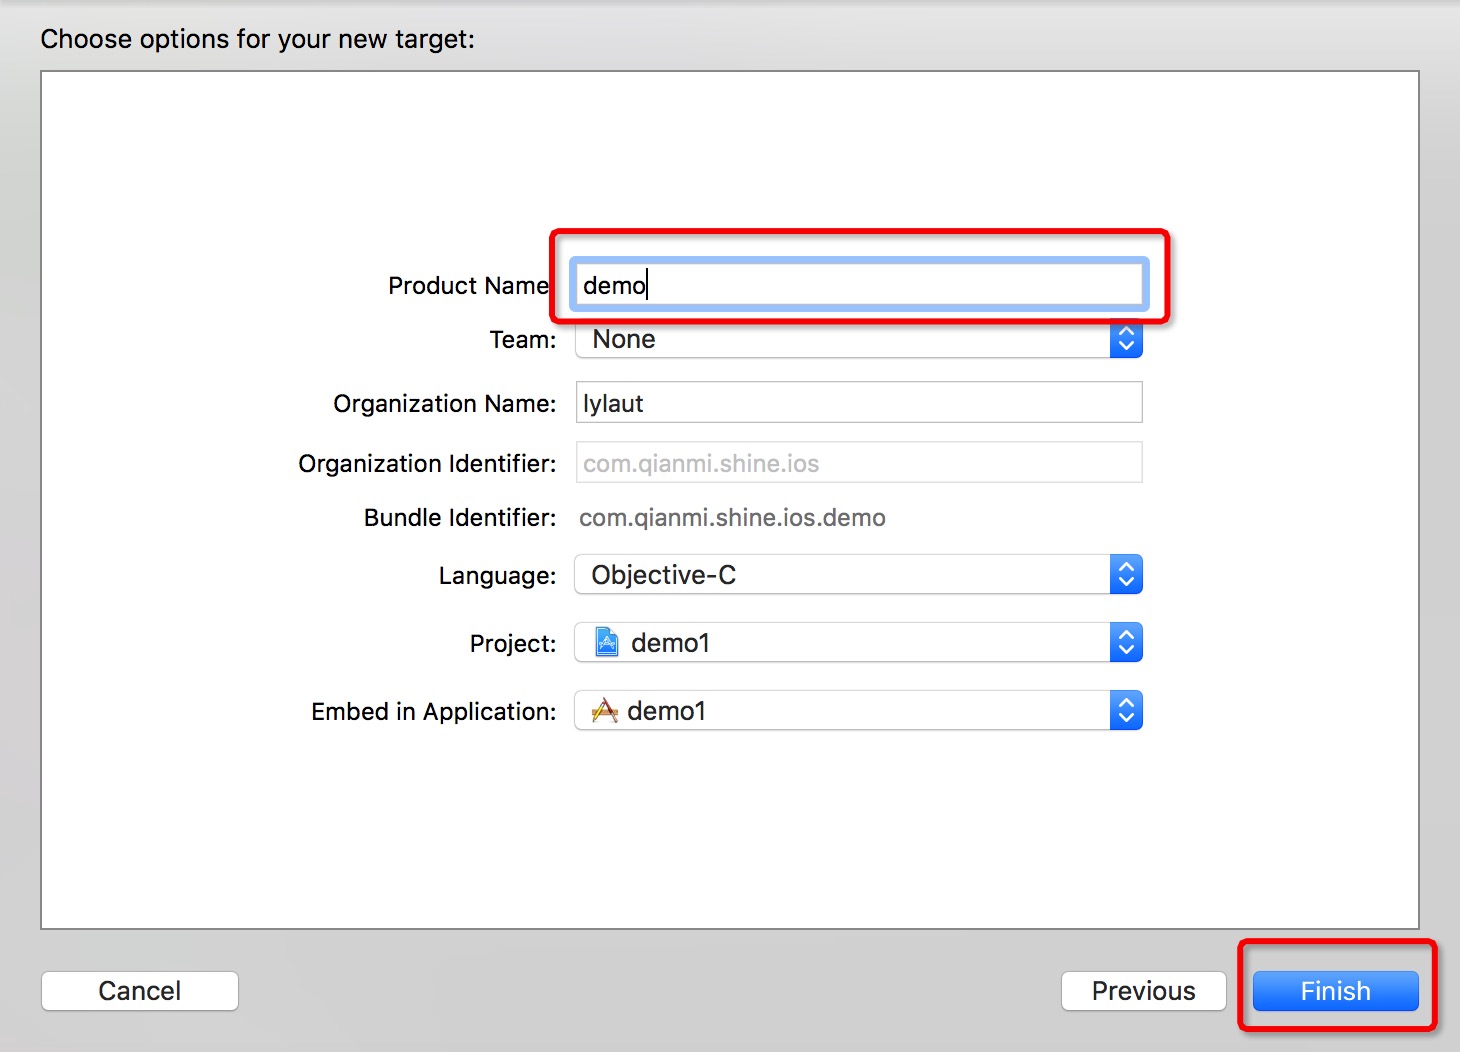 Choose options for your new target:
Product Name demo
Team: None
Organization Name: lylaut
Organization Identifier: com.qianmi.shine.ios
Bundle Identifier: com.qianmi.shine.ios.demo
Language: Objective-C
Project: demo1
Embed in Application: demo1
Cancel Previous Finish